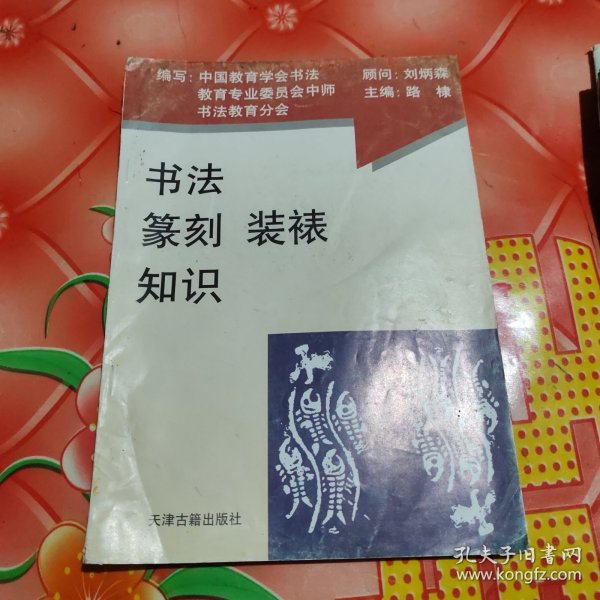 编写：中国教育学会书法
教育专业委员会中师
书法教育分会
顾问：刘炳森
主编：路棣
书法
篆刻 装裱
知识
天津古籍出版社
孔夫子旧书网
www.kongfz.com